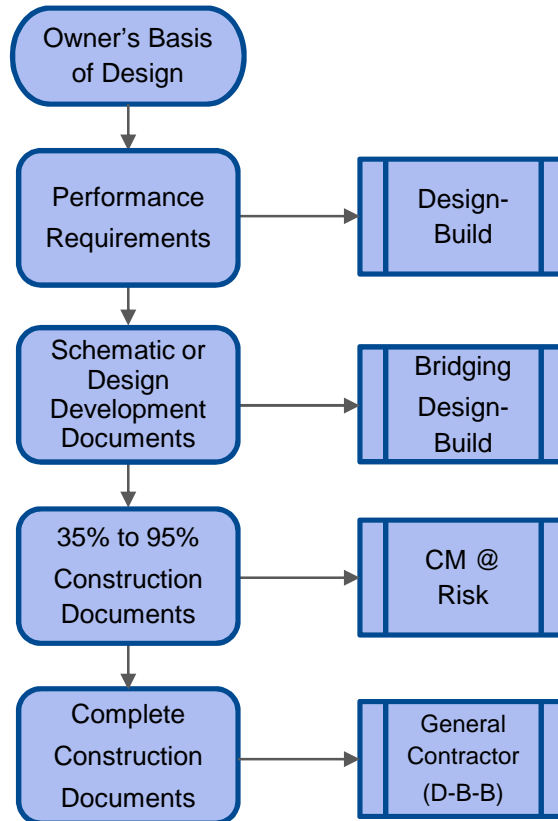 Owner’s Basis
of Design
Performance
Requirements
Design-
Build
Schematic or
Design
Development
Documents
Bridging
Design-
Build
35% to 95%
Construction
Documents
CM @
Risk
Complete
Construction
Documents
General
Contractor
(D-B-B)